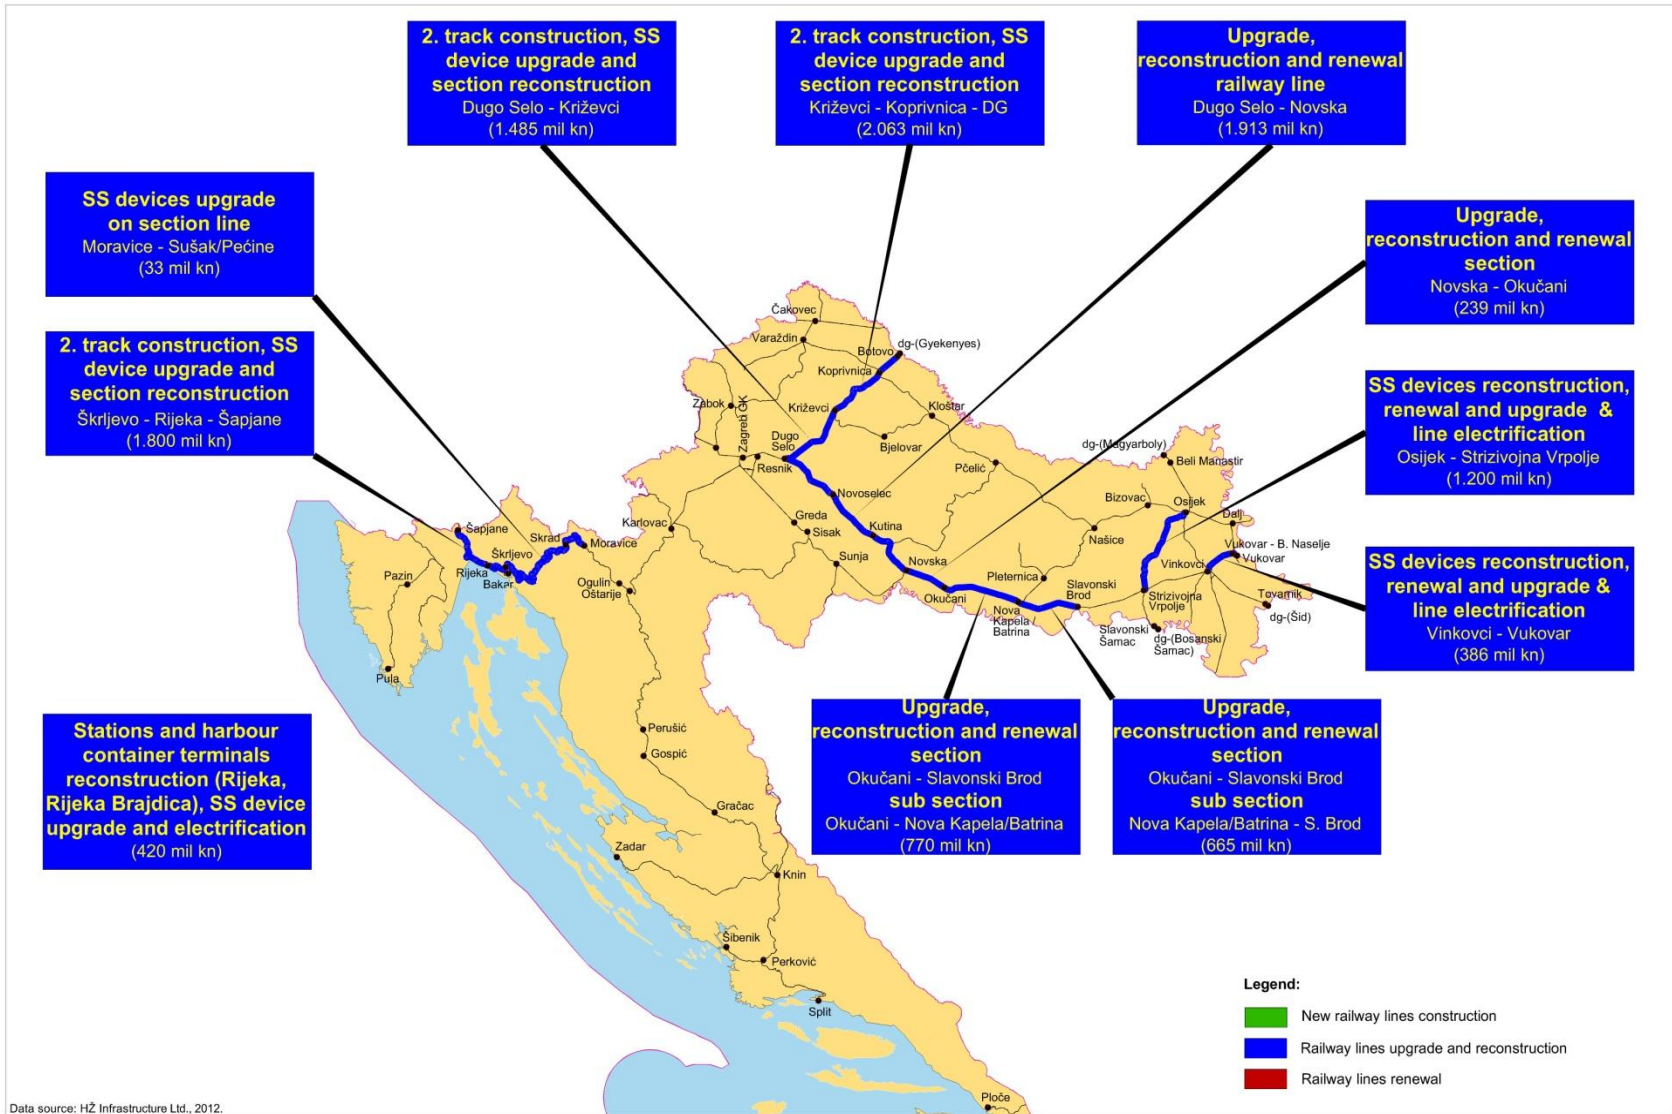 2. track construction, SS
device upgrade and
section reconstruction
Dugo Selo - Križevci
(1.485 mil kn)
2. track construction, SS
device upgrade and
section reconstruction
Križevci - Koprivnica - DG
(2.063 mil kn)
Upgrade,
reconstruction and renewal
railway line
Dugo Selo - Novska
(1.913 mil kn)
SS devices upgrade
on section line
Moravice - Sušak/Pećine
(33 mil kn)
Upgrade,
reconstruction and renewal
section
Novska - Okučani
(239 mil kn)
2. track construction, SS
device upgrade and
section reconstruction
Škrljevo - Rijeka - Šapjane
(1.800 mil kn)
SS devices reconstruction,
renewal and upgrade &
line electrification
Osijek - Strizivojna Vrpolje
(1.200 mil kn)
SS devices reconstruction,
renewal and upgrade &
line electrification
Vinkovci - Vukovar
(386 mil kn)
Upgrade,
reconstruction and renewal
section
Okučani - Slavonski Brod
sub section
Okučani - Nova Kapela/Batrina
(770 mil kn)
Upgrade,
reconstruction and renewal
section
Okučani - Slavonski Brod
sub section
Nova Kapela/Batrina - S. Brod
(665 mil kn)
Stations and harbour
container terminals
reconstruction (Rijeka,
Rijeka Brajdica), SS device
upgrade and electrification
(420 mil kn)
Čakovec
Varaždin
Botovo
dg-(Gyekenyes)
Koprivnica
Zabok
Zagreb GK
Križevci
Kloštar
Dugo
Selo
Resnik
Bjelovar
Pčelić
dg-(Magyarboly)
Beli Manastir
Bizovac
Osijek
Dalj
Novoselec
Greda
Sisak
Kutina
Našice
Vukovar - B. Naselje
Vukovar
Vinkovci
Karlovac
Šapjane
Skrad
Moravice
Škrljevo
Rijeka
Bakar
Pazin
Ogulin
Oštarije
Sunja
Novska
Okučani
Pleternica
Nova
Kapela /
Batrina
Slavonski
Brod
Strizivojna
Vrpolje
Tovarnik
dg-(Šid)
Slavonski
Šamac
dg-(Bosanski
Šamac)
Pula
Perušić
Gospić
Gračac
Zadar
Knin
Šibenik
Perković
Split
Ploče
Legend:
New railway lines construction
Railway lines upgrade and reconstruction
Railway lines renewal
Data source: HŽ Infrastructure Ltd., 2012.